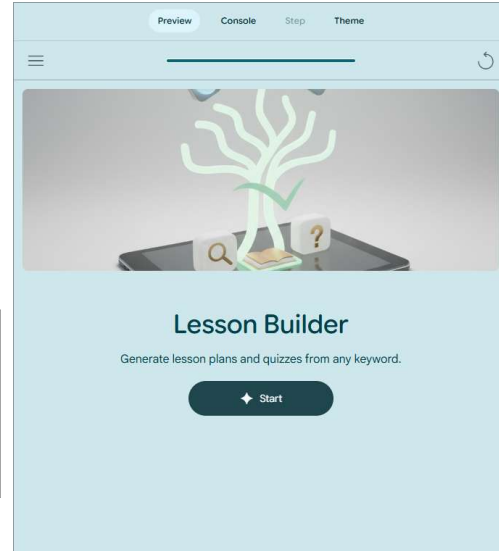 Preview Console Step Theme
?
Lesson Builder
Generate lesson plans and quizzes from any keyword.
Start